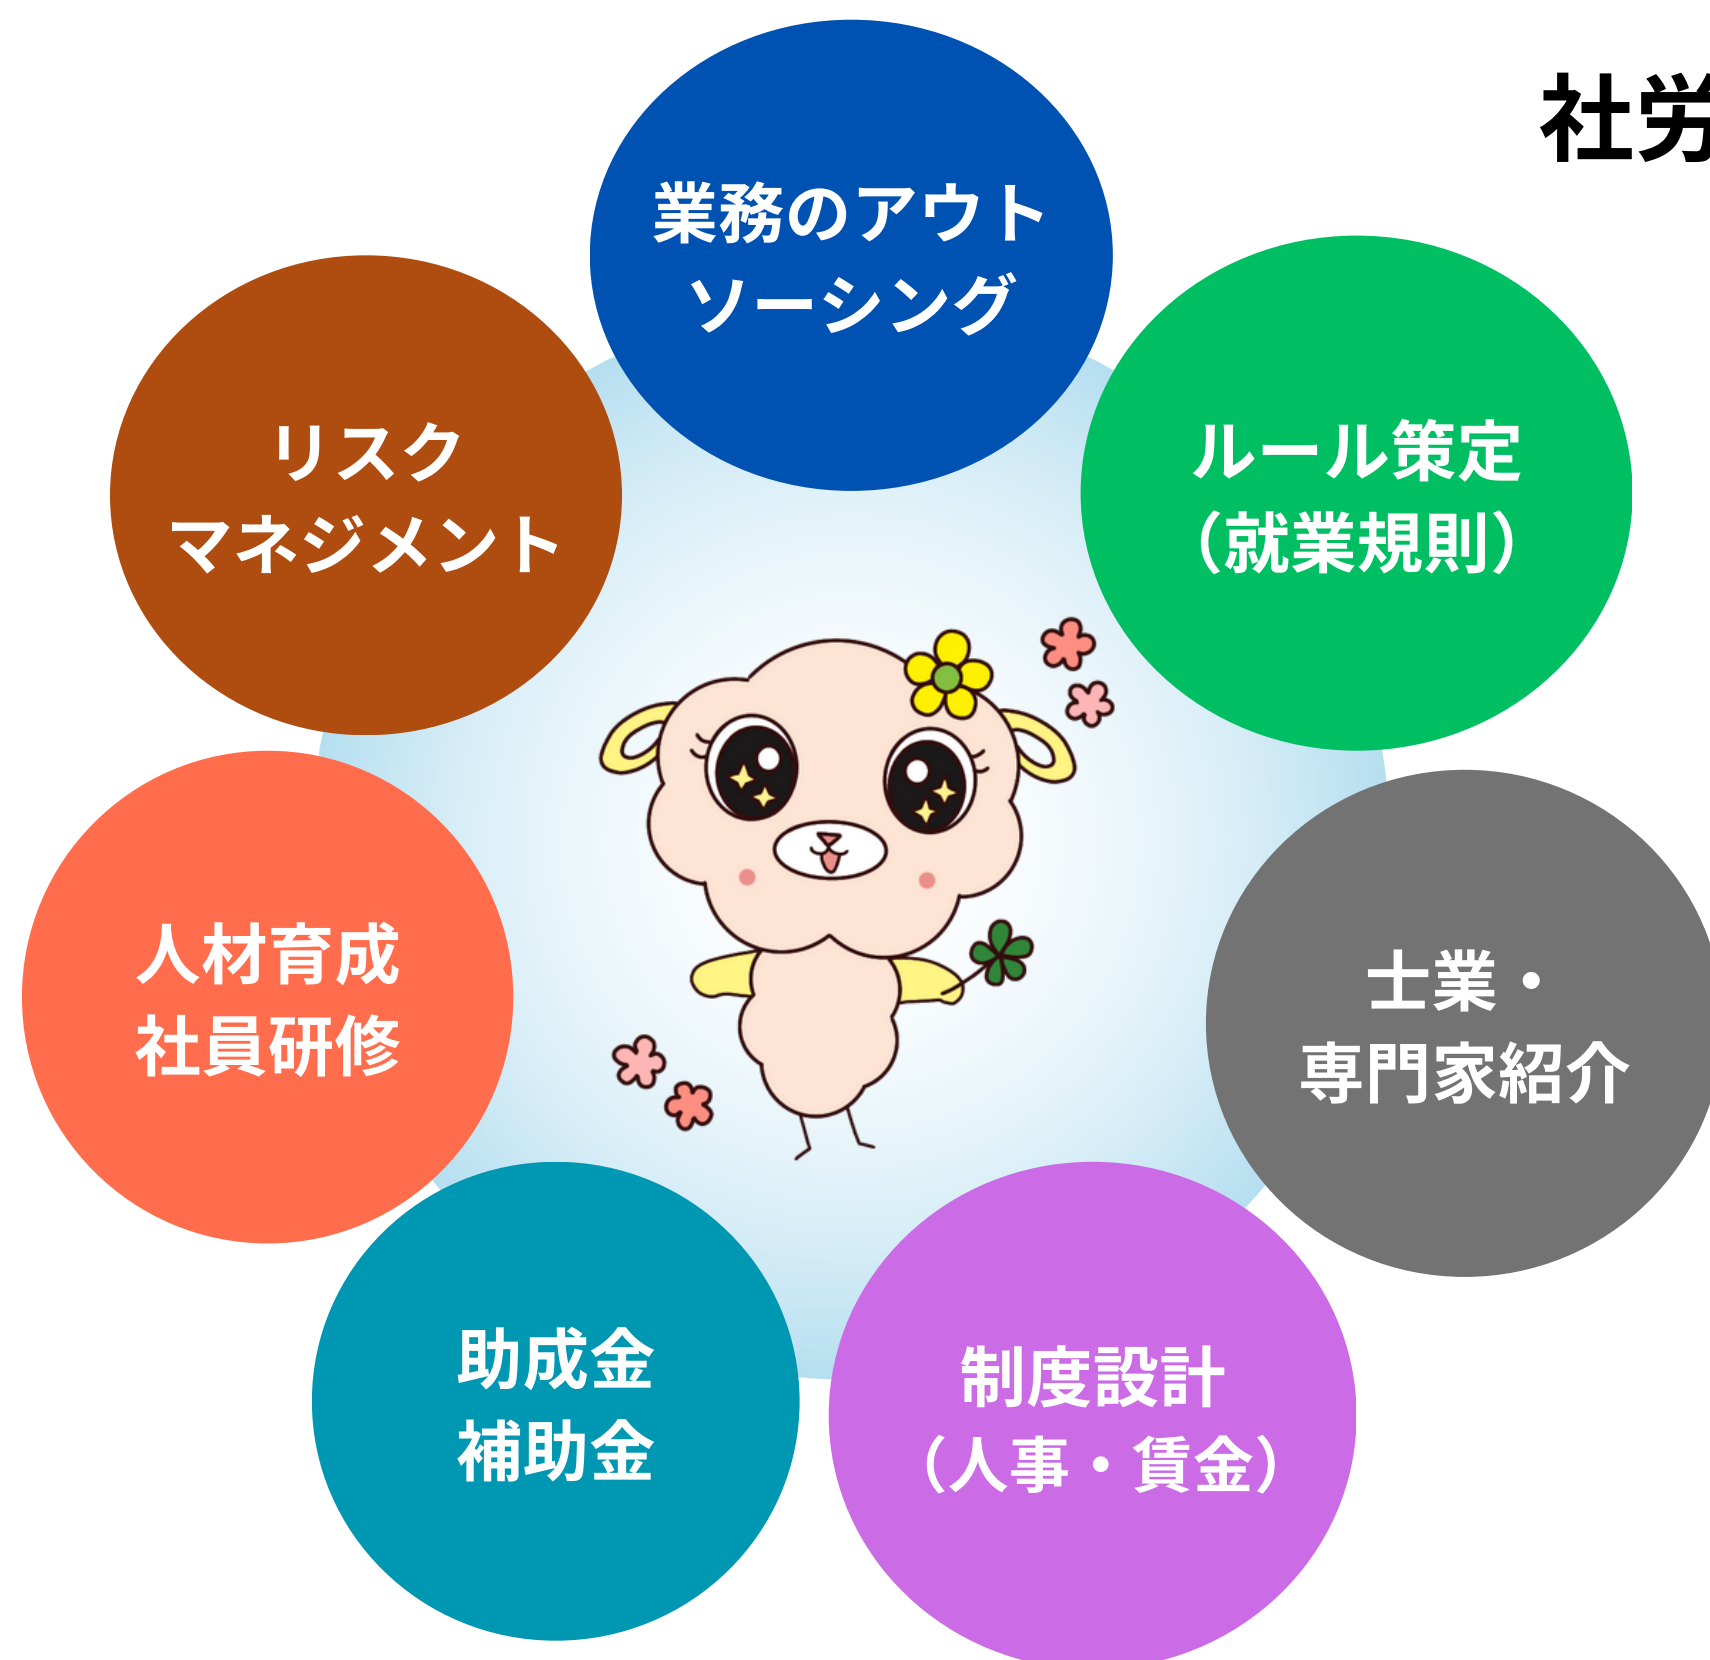 社労
業務のアウト
ソーシング
ルール策定
（就業規則）
士業・
専門家紹介
制度設計
（人事・賃金）
助成金
補助金
人材育成
社員研修
リスク
マネジメント